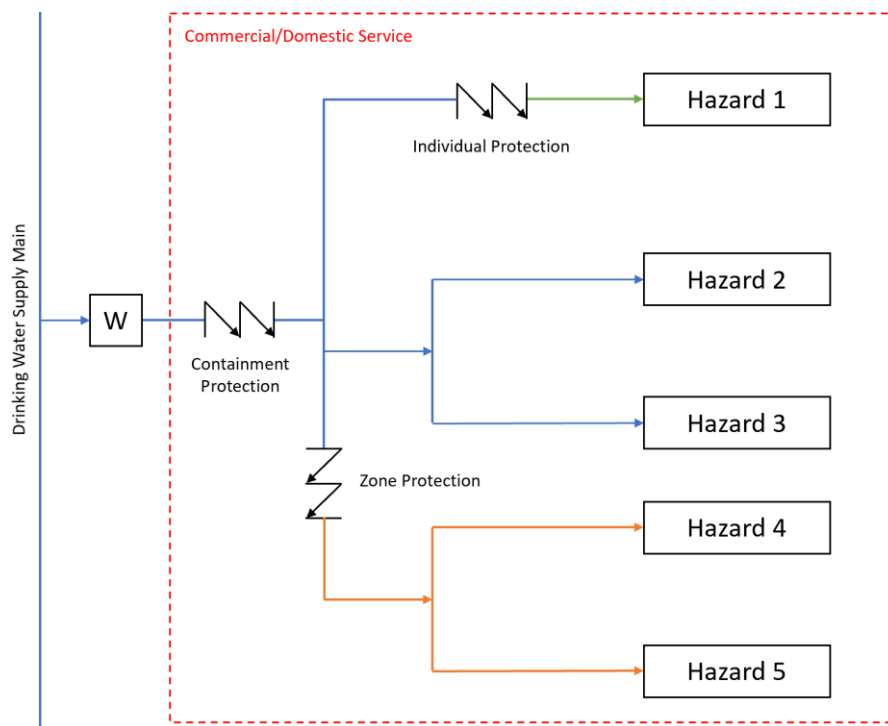 Commercial/Domestic Service
Hazard 1
Individual Protection
Drinking Water Supply Main
Hazard 2
W
Containment
Protection
Hazard 3
Zone Protection
Hazard 4
Hazard 5